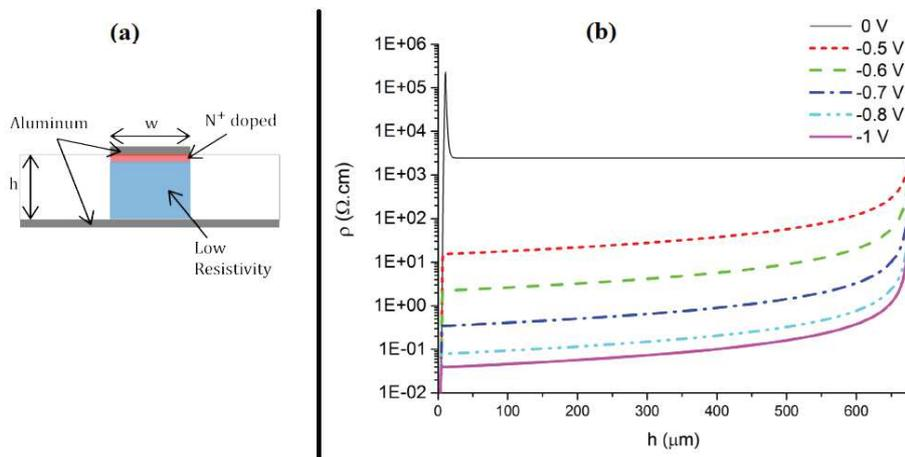 (a)
w
N+ doped
Aluminum
h
Low
Resistivity
(b)
0 V
-0.5 V
-0.6 V
-0.7 V
-0.8 V
-1 V
1E+06
1E+05
1E+04
1E+03
1E+02
1E+01
1E+00
1E-01
1E-02
ρ (Ω.cm)
0 100 200 300 400 500 600
h (μm)